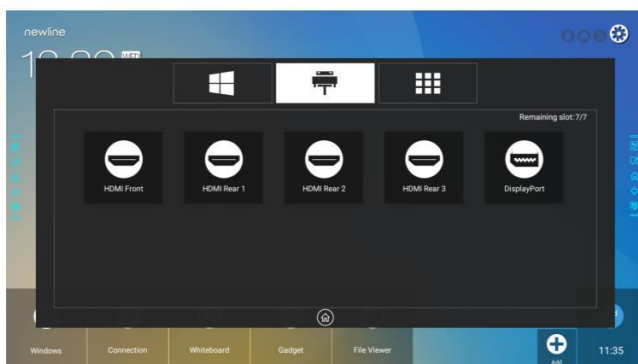 newline
Remaining slot:7/7
HDMI Front
HDMI Rear 1
HDMI Rear 2
HDMI Rear 3
DisplayPort
Windows
Connection
Whiteboard
Gadget
File Viewer
Add
11:35